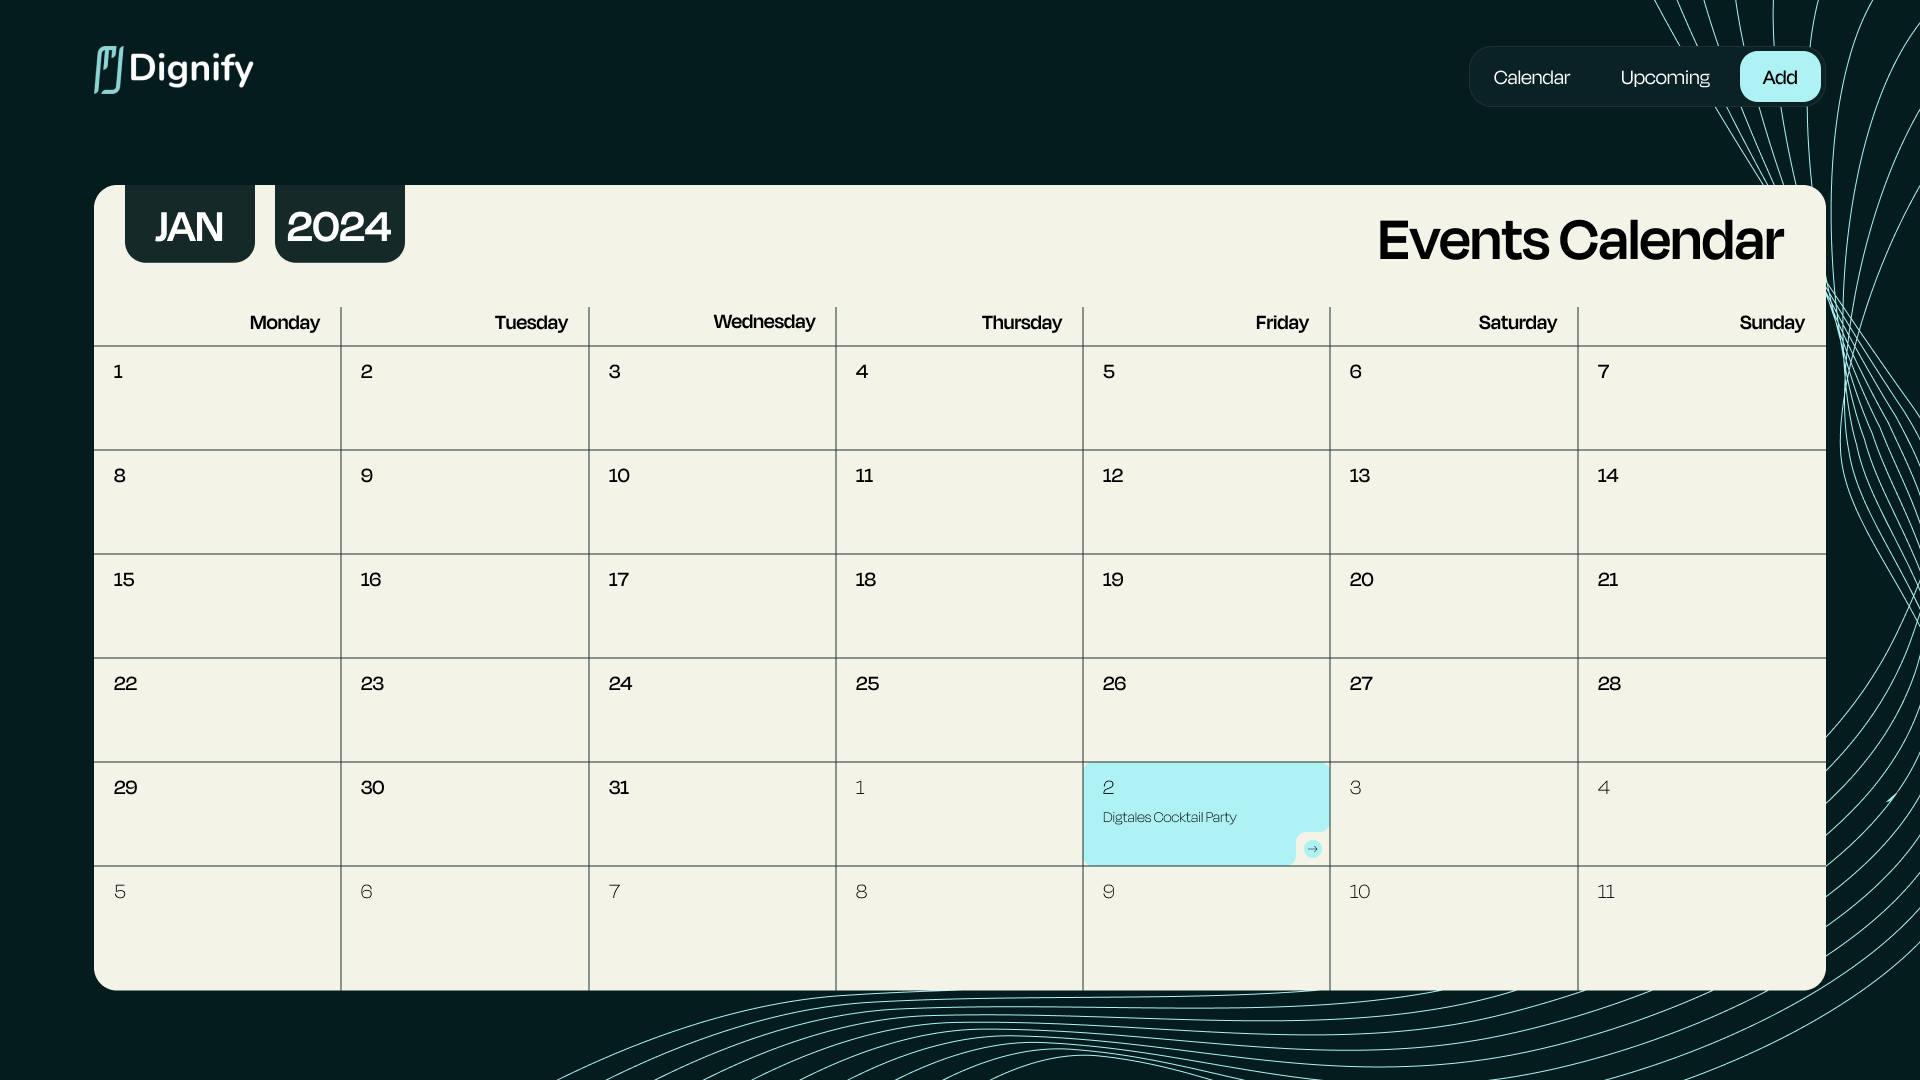 Dignify
Calendar Upcoming Add
JAN 2024
Events Calendar
Monday Tuesday Wednesday Thursday Friday Saturday Sunday
1 2 3 4 5 6 7
8 9 10 11 12 13 14
15 16 17 18 19 20 21
22 23 24 25 26 27 28
29 30 31 1 2 3 4
Digtales Cocktail Party
5 6 7 8 9 10 11